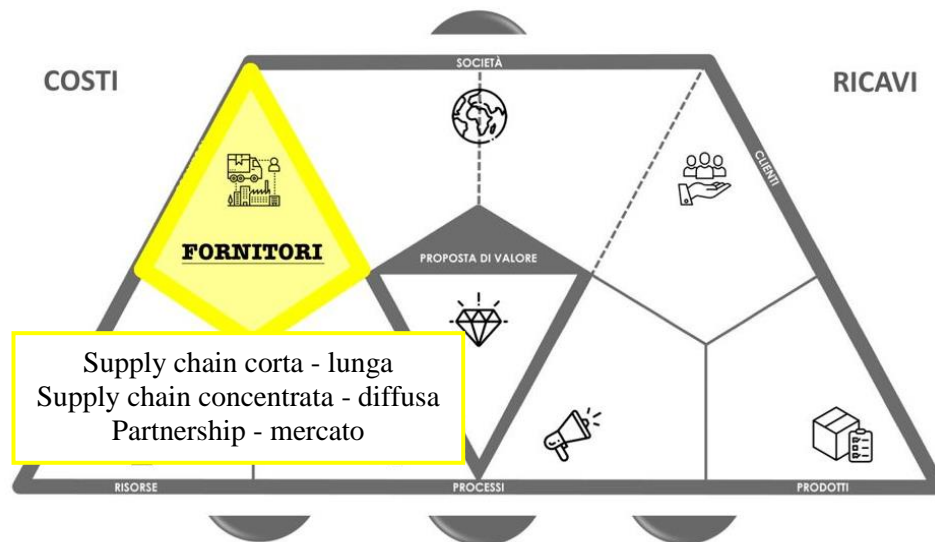 SOCIETÀ
COSTI
RICAVI
CLIENTI
FORNITORI
PROPOSTA DI VALORE
Supply chain corta - lunga
Supply chain concentrata - diffusa
Partnership - mercato
RISORSE
PROCESSI
PRODOTTI